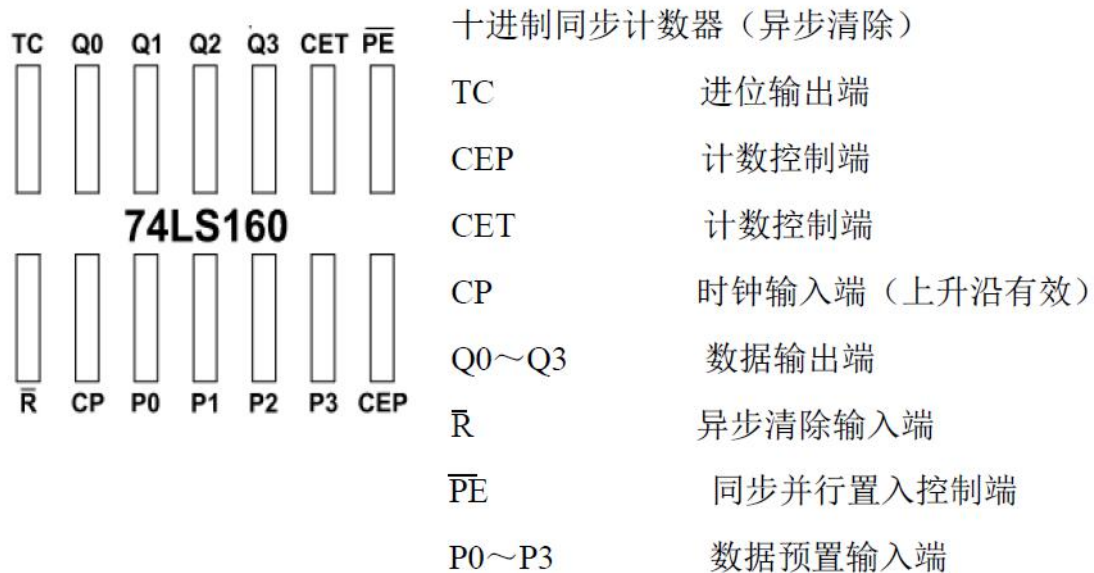 TC Q0 Q1 Q2 Q3 CET P̅E̅
74LS160
R̅ CP P0 P1 P2 P3 CEP
十进制同步计数器（异步清除）
TC 进位输出端
CEP 计数控制端
CET 计数控制端
CP 时钟输入端（上升沿有效）
Q0～Q3 数据输出端
R̅ 异步清除输入端
P̅E̅ 同步并行置入控制端
P0～P3 数据预置输入端